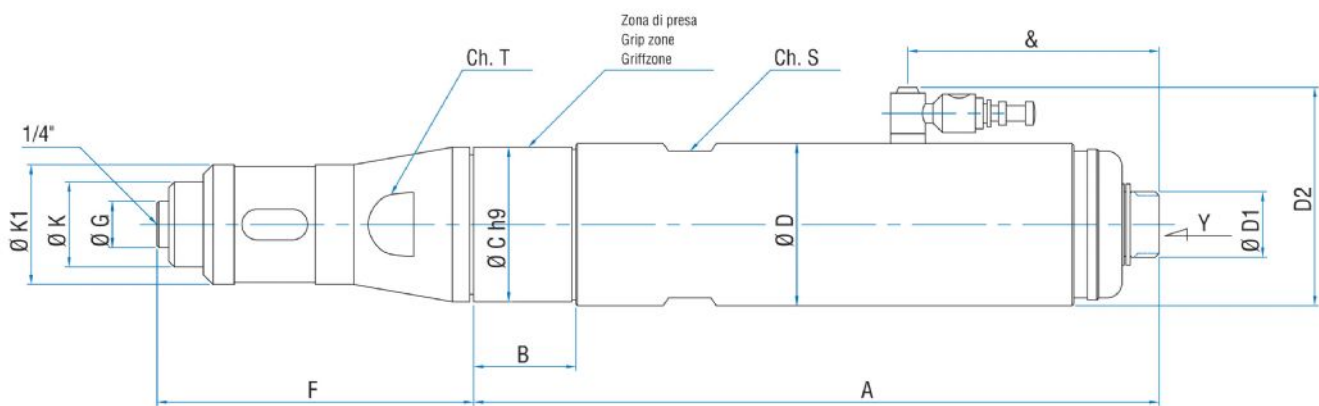 Zona di presa
Grip zone
Griffzone
&
Ch. T
Ch. S
1/4"
Ø K1
Ø K
Ø G
Ø C h9
Ø D
Y
Ø D1
D2
B
F
A